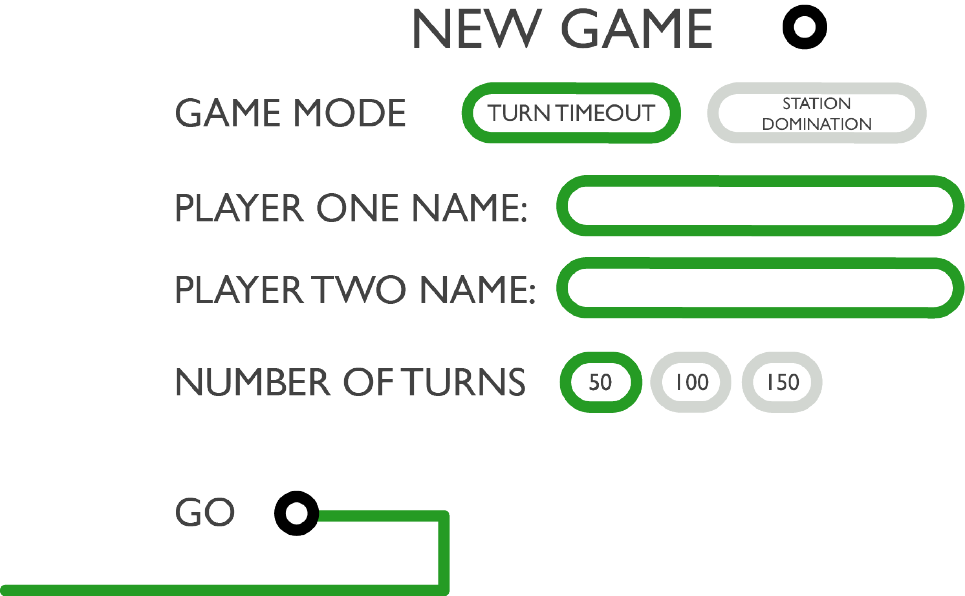 NEW GAME
GAME MODE TURN TIMEOUT STATION DOMINATION
PLAYER ONE NAME:
PLAYER TWO NAME:
NUMBER OF TURNS 50 100 150
GO